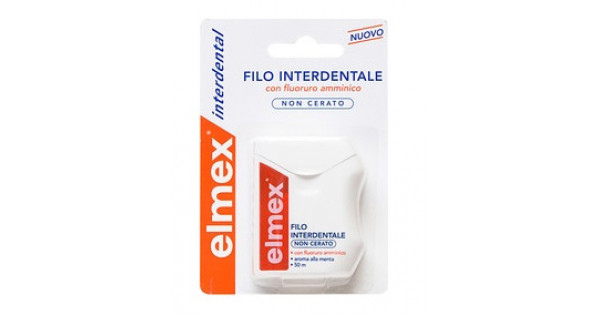 NUOVO
interdental
FILO INTERDENTALE
con fluoruro amminico
NON CERATO
elmex
elmex
FILO
INTERDENTALE
NON CERATO
• con fluoruro amminico
• aroma alla menta
• 50 m